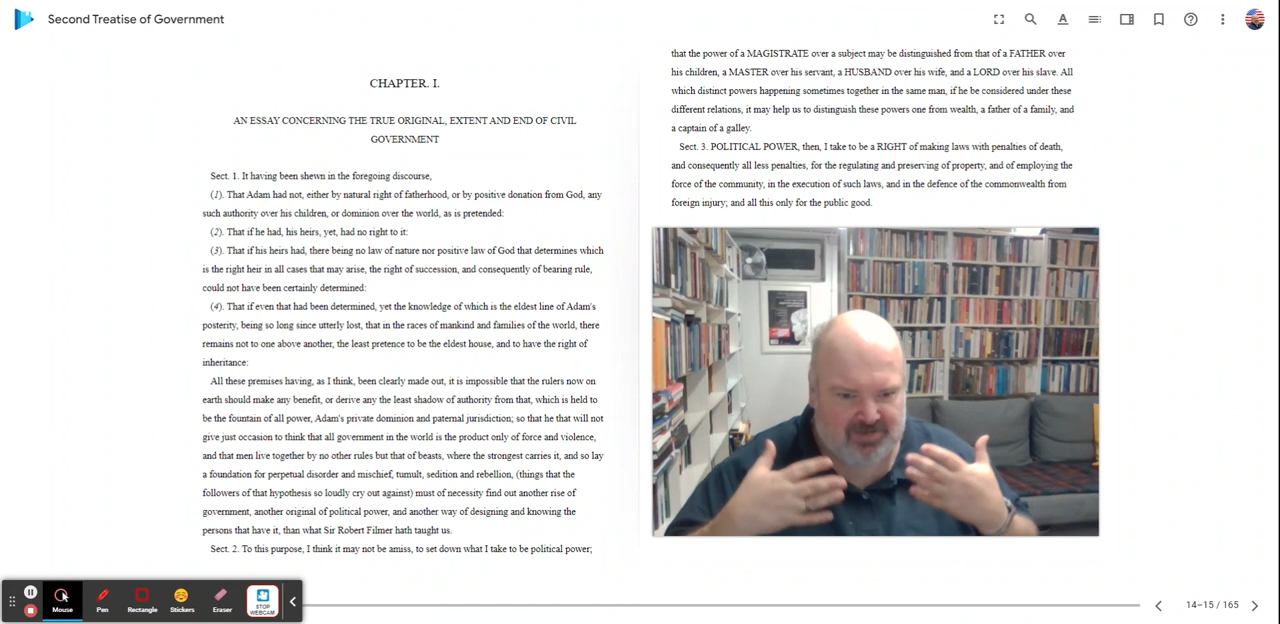 Second Treatise of Government
CHAPTER. I.
AN ESSAY CONCERNING THE TRUE ORIGINAL, EXTENT AND END OF CIVIL
GOVERNMENT
Sect. 1. It having been shewn in the foregoing discourse,
(1). That Adam had not, either by natural right of fatherhood, or by positive donation from God, any
such authority over his children, or dominion over the world, as is pretended:
(2). That if he had, his heirs, yet, had no right to it:
(3). That if his heirs had, there being no law of nature nor positive law of God that determines which
is the right heir in all cases that may arise, the right of succession, and consequently of bearing rule,
could not have been certainly determined:
(4). That if even that had been determined, yet the knowledge of which is the eldest line of Adam's
posterity, being so long since utterly lost, that in the races of mankind and families of the world, there
remains not to one above another, the least pretence to be the eldest house, and to have the right of
inheritance:
All these premises having, as I think, been clearly made out, it is impossible that the rulers now on
earth should make any benefit, or derive any the least shadow of authority from that, which is held to
be the fountain of all power, Adam's private dominion and paternal jurisdiction; so that he that will not
give just occasion to think that all government in the world is the product only of force and violence,
and that men live together by no other rules but that of beasts, where the strongest carries it, and so lay
a foundation for perpetual disorder and mischief, tumult, sedition and rebellion, (things that the
followers of that hypothesis so loudly cry out against) must of necessity find out another rise of
government, another original of political power, and another way of designing and knowing the
persons that have it, than what Sir Robert Filmer hath taught us.
Sect. 2. To this purpose, I think it may not be amiss, to set down what I take to be political power;
that the power of a MAGISTRATE over a subject may be distinguished from that of a FATHER over
his children, a MASTER over his servant, a HUSBAND over his wife, and a LORD over his slave. All
which distinct powers happening sometimes together in the same man, if he be considered under these
different relations, it may help us to distinguish these powers one from wealth, a father of a family, and
a captain of a galley.
Sect. 3. POLITICAL POWER, then, I take to be a RIGHT of making laws with penalties of death,
and consequently all less penalties, for the regulating and preserving of property, and of employing the
force of the community, in the execution of such laws, and in the defence of the commonwealth from
foreign injury; and all this only for the public good.
Mouse
Pen
Rectangle
Stickers
Eraser
STOP
WEBCAM
14–15 / 165